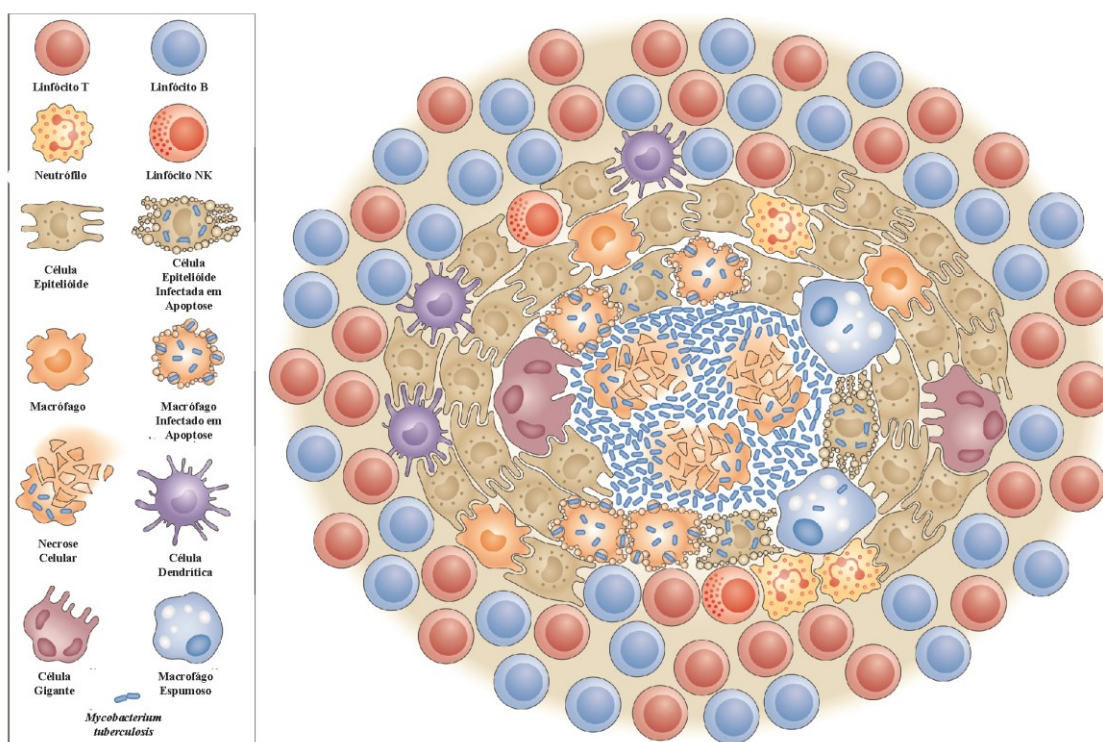 Linfócito T
Linfócito B
Neutrófilo
Linfócito NK
Célula
Epitelióide
Célula
Epitelióide
Infectada em
Apoptose
Macrófago
Macrófago
Infectado em
Apoptose
Necrose
Celular
Célula
Dendrítica
Célula
Gigante
Macrofágo
Espumoso
Mycobacterium
tuberculosis